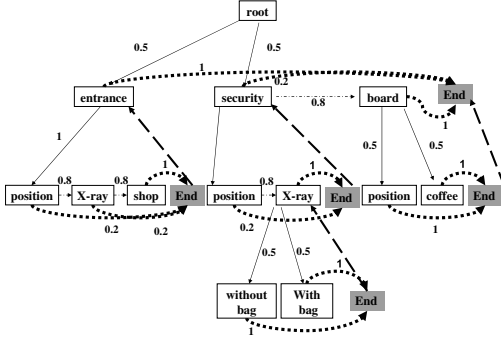 root
0.5
0.5
1
0.2
entrance
security
0.8
board
End
1
1
0.5
0.5
position
0.8
X-ray
0.8
shop
1
End
position
0.8
X-ray
1
End
position
coffee
1
End
0.2
0.2
0.2
1
0.5
0.5
without
bag
With
bag
1
End
1